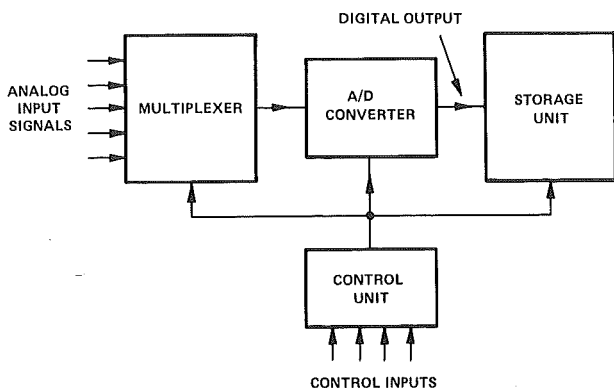 DIGITAL OUTPUT
ANALOG
INPUT
SIGNALS
MULTIPLEXER
A/D
CONVERTER
STORAGE
UNIT
CONTROL
UNIT
CONTROL INPUTS